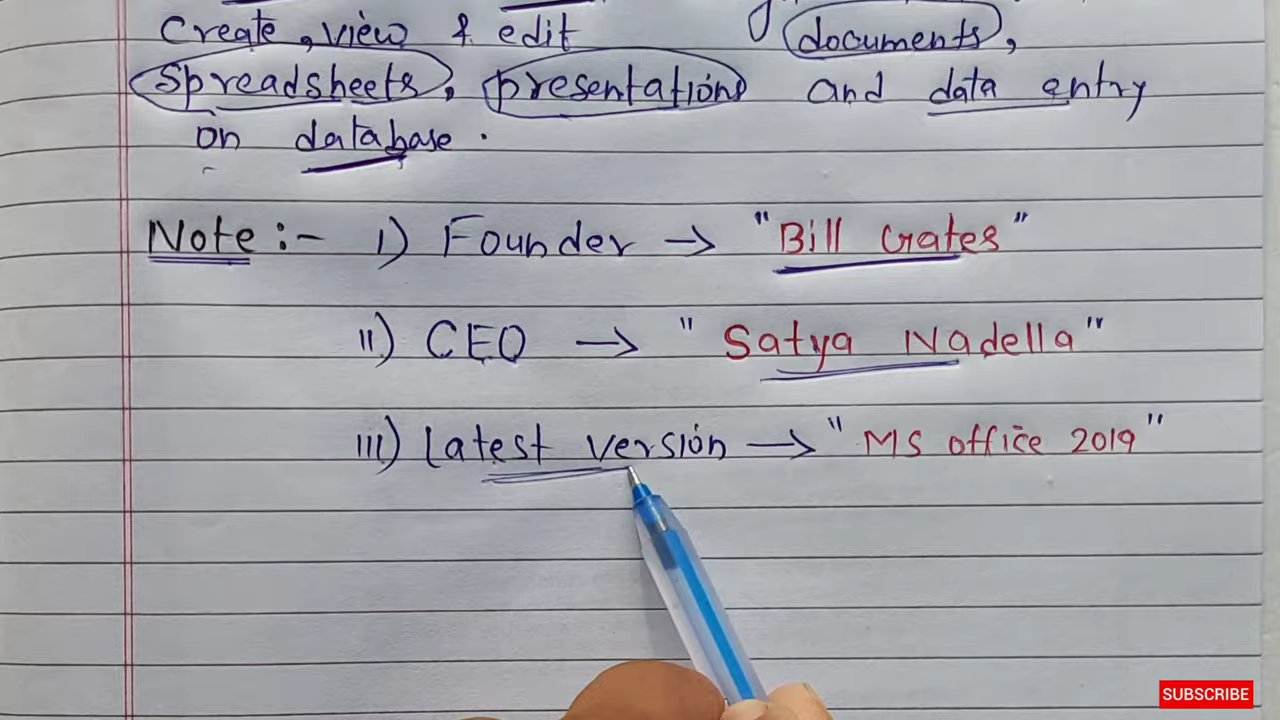 Create, view & edit documents,
Spreadsheets, presentations and data entry
on database.
Note :- i) Founder → "Bill Gates"
ii) CEO → "Satya Nadella"
iii) Latest version → "MS office 2019"
SUBSCRIBE